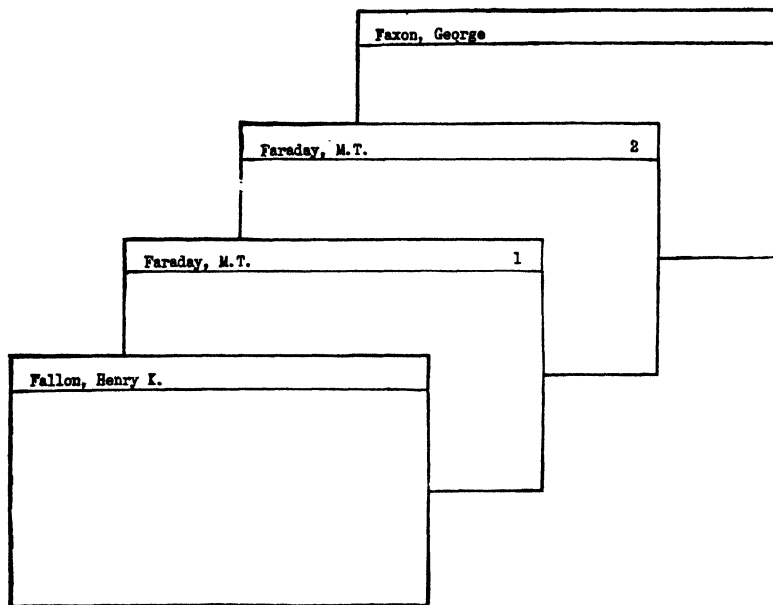 Faxon, George
Faraday, M.T. 2
Faraday, M.T. 1
Fallon, Henry K.